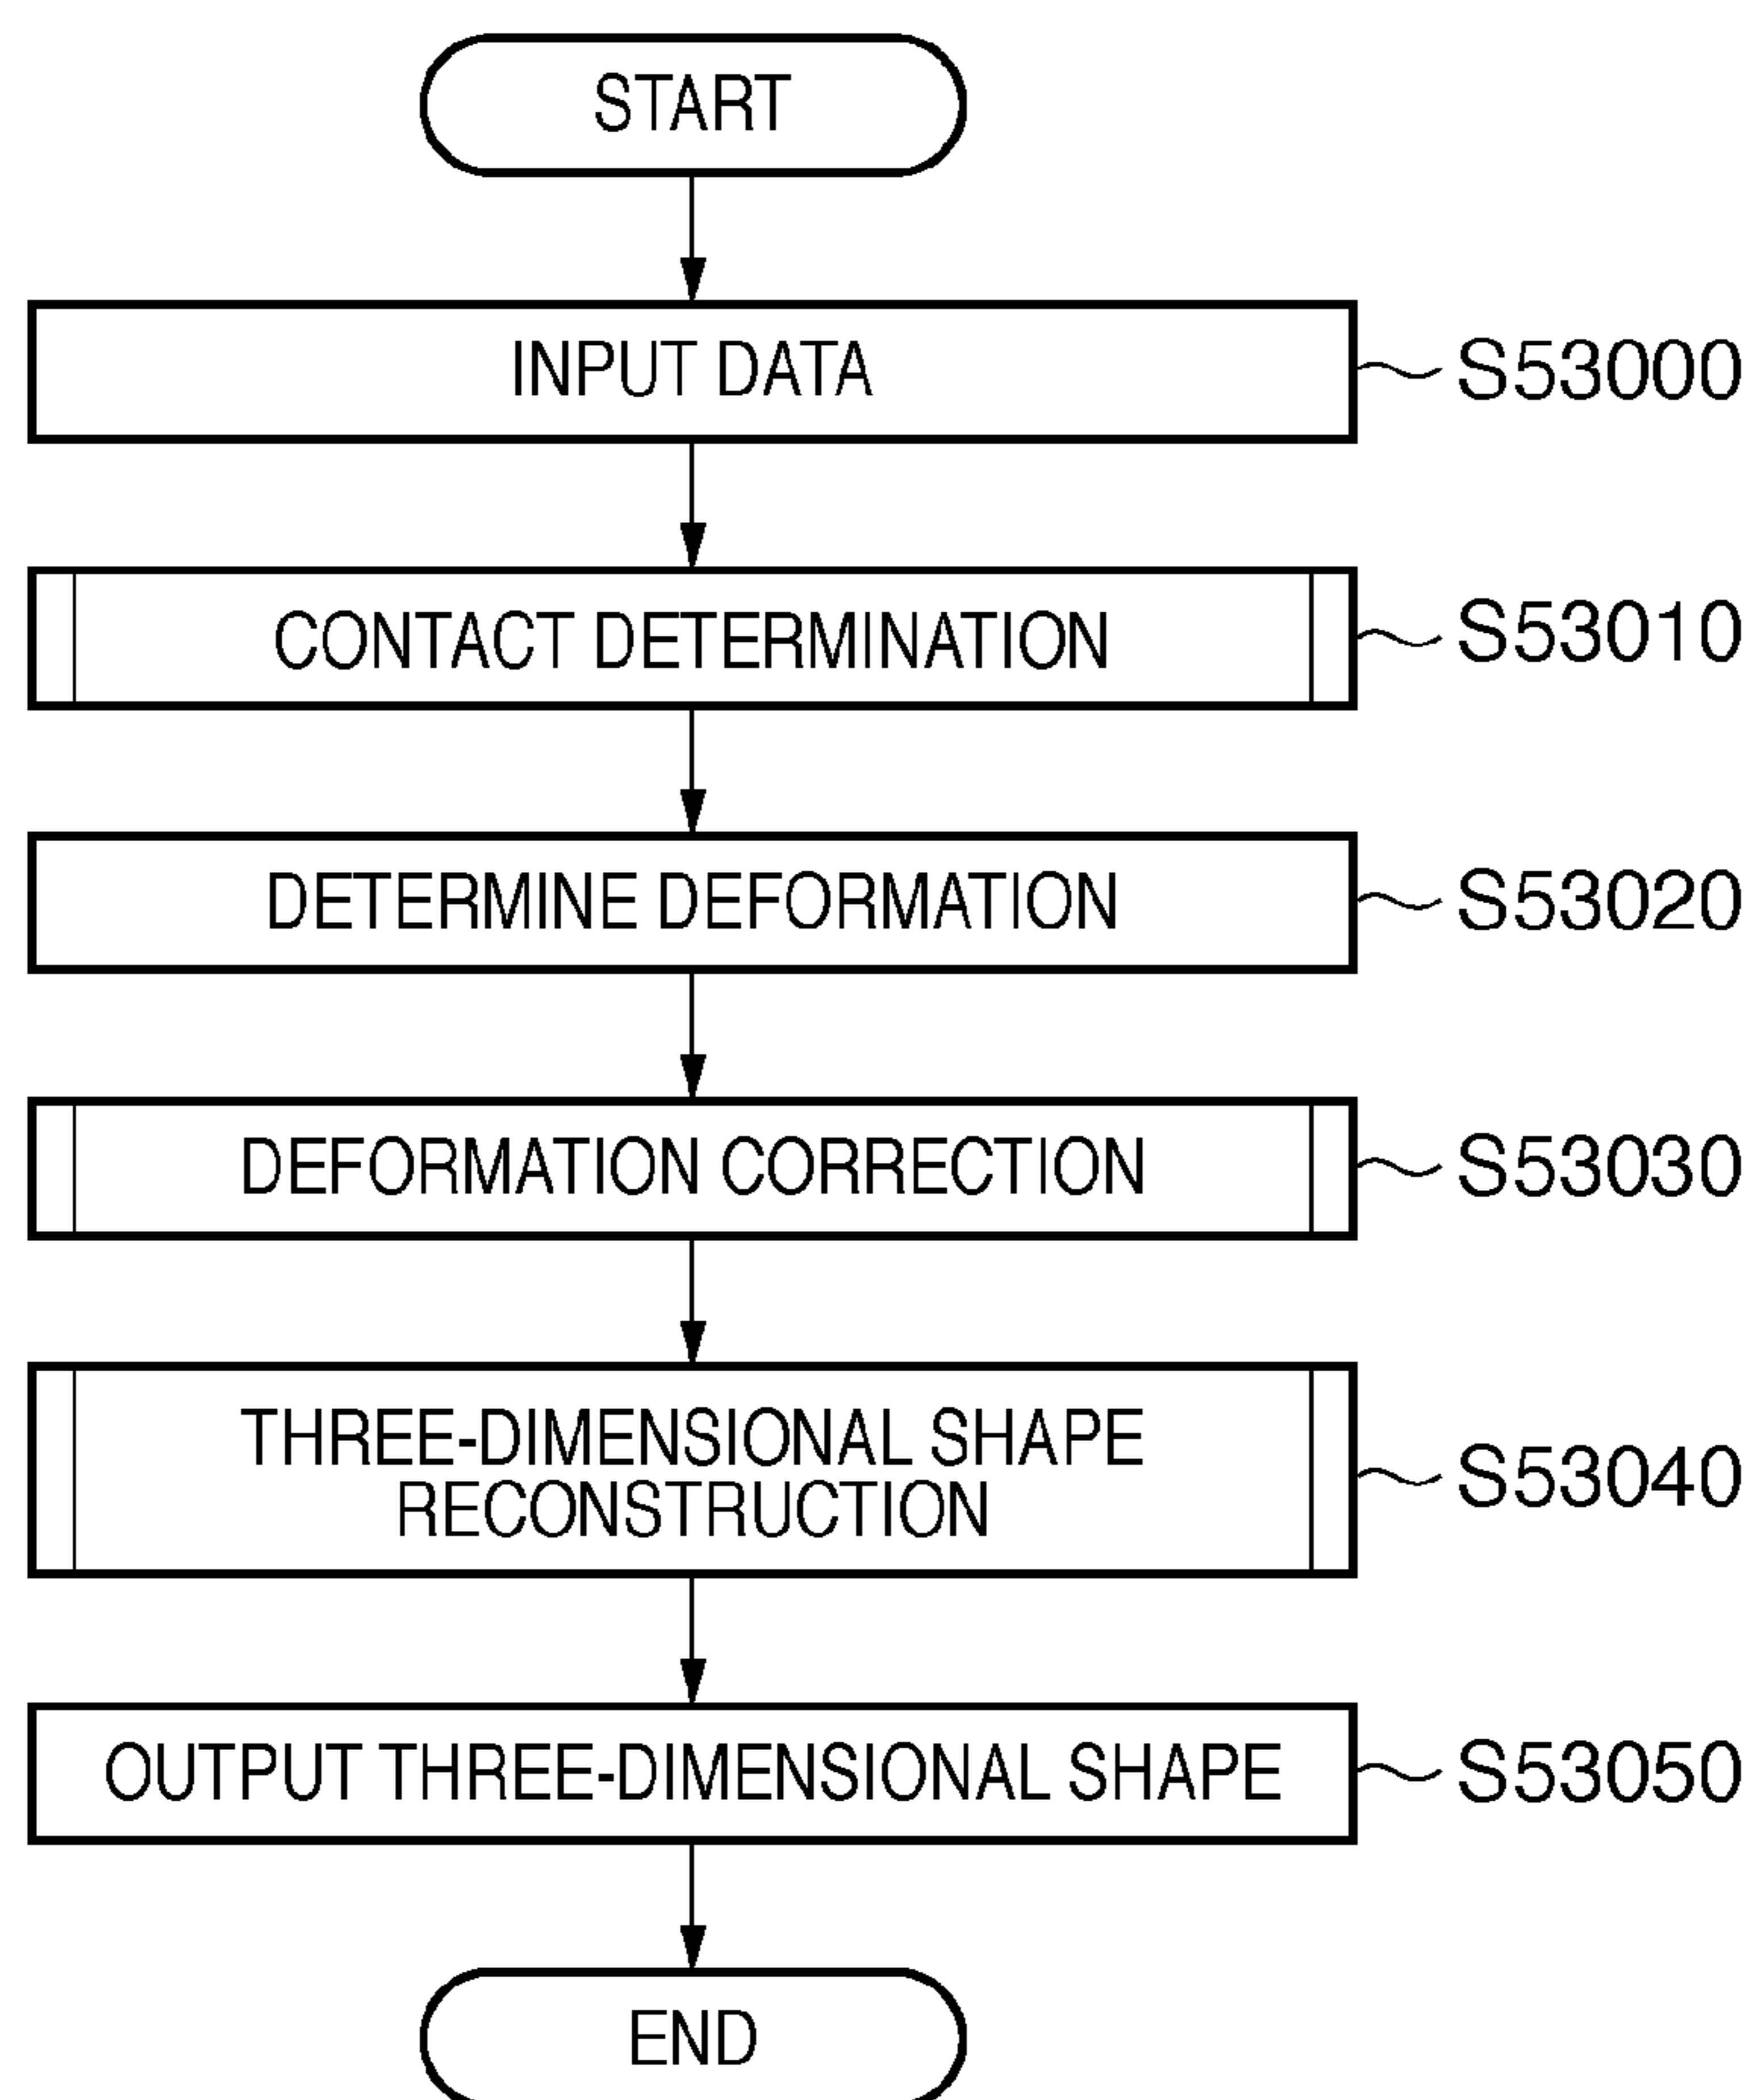 START
INPUT DATA
S53000
CONTACT DETERMINATION
S53010
DETERMINE DEFORMATION
S53020
DEFORMATION CORRECTION
S53030
THREE-DIMENSIONAL SHAPE
RECONSTRUCTION
S53040
OUTPUT THREE-DIMENSIONAL SHAPE
S53050
END